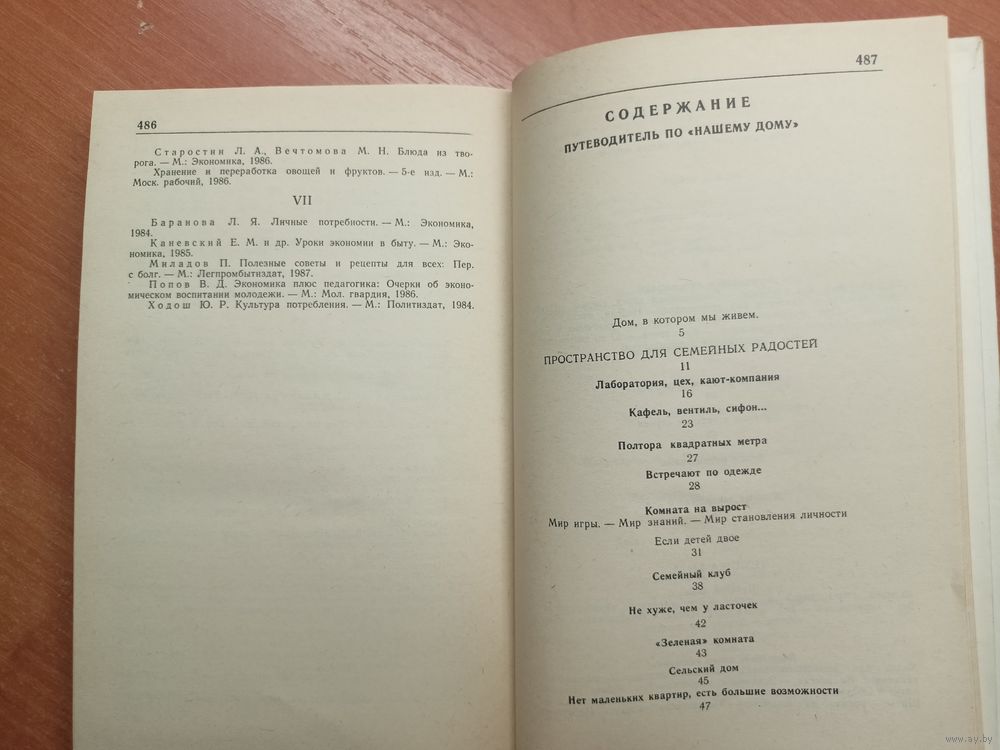 486
Старостин Л. А., Вечтомова М. Н. Блюда из тво-
рога. — М.: Экономика, 1986.
Хранение и переработка овощей и фруктов. — 5-е изд. — М.:
Моск. рабочий, 1986.
VII
Баранова Л. Я. Личные потребности. — М.: Экономика,
1984.
Каневский Е. М. и др. Уроки экономии в быту. — М.: Эко-
номика, 1985.
Миладов П. Полезные советы и рецепты для всех: Пер.
с болг. — М.: Легпромбытиздат, 1987.
Попов В. Д. Экономика плюс педагогика: Очерки об эконо-
мическом воспитании молодежи. — М.: Мол. гвардия, 1986.
Ходош Ю. Р. Культура потребления. — М.: Политиздат, 1984.
487
СОДЕРЖАНИЕ
ПУТЕВОДИТЕЛЬ ПО «НАШЕМУ ДОМУ»
Дом, в котором мы живем.
5
ПРОСТРАНСТВО ДЛЯ СЕМЕЙНЫХ РАДОСТЕЙ
11
Лаборатория, цех, кают-компания
16
Кафель, вентиль, сифон...
23
Полтора квадратных метра
27
Встречают по одежде
28
Комната на вырост
Мир игры. — Мир знаний. — Мир становления личности
Если детей двое
31
Семейный клуб
38
Не хуже, чем у ласточек
42
«Зеленая» комната
43
Сельский дом
45
Нет маленьких квартир, есть большие возможности
47
www.ay.by